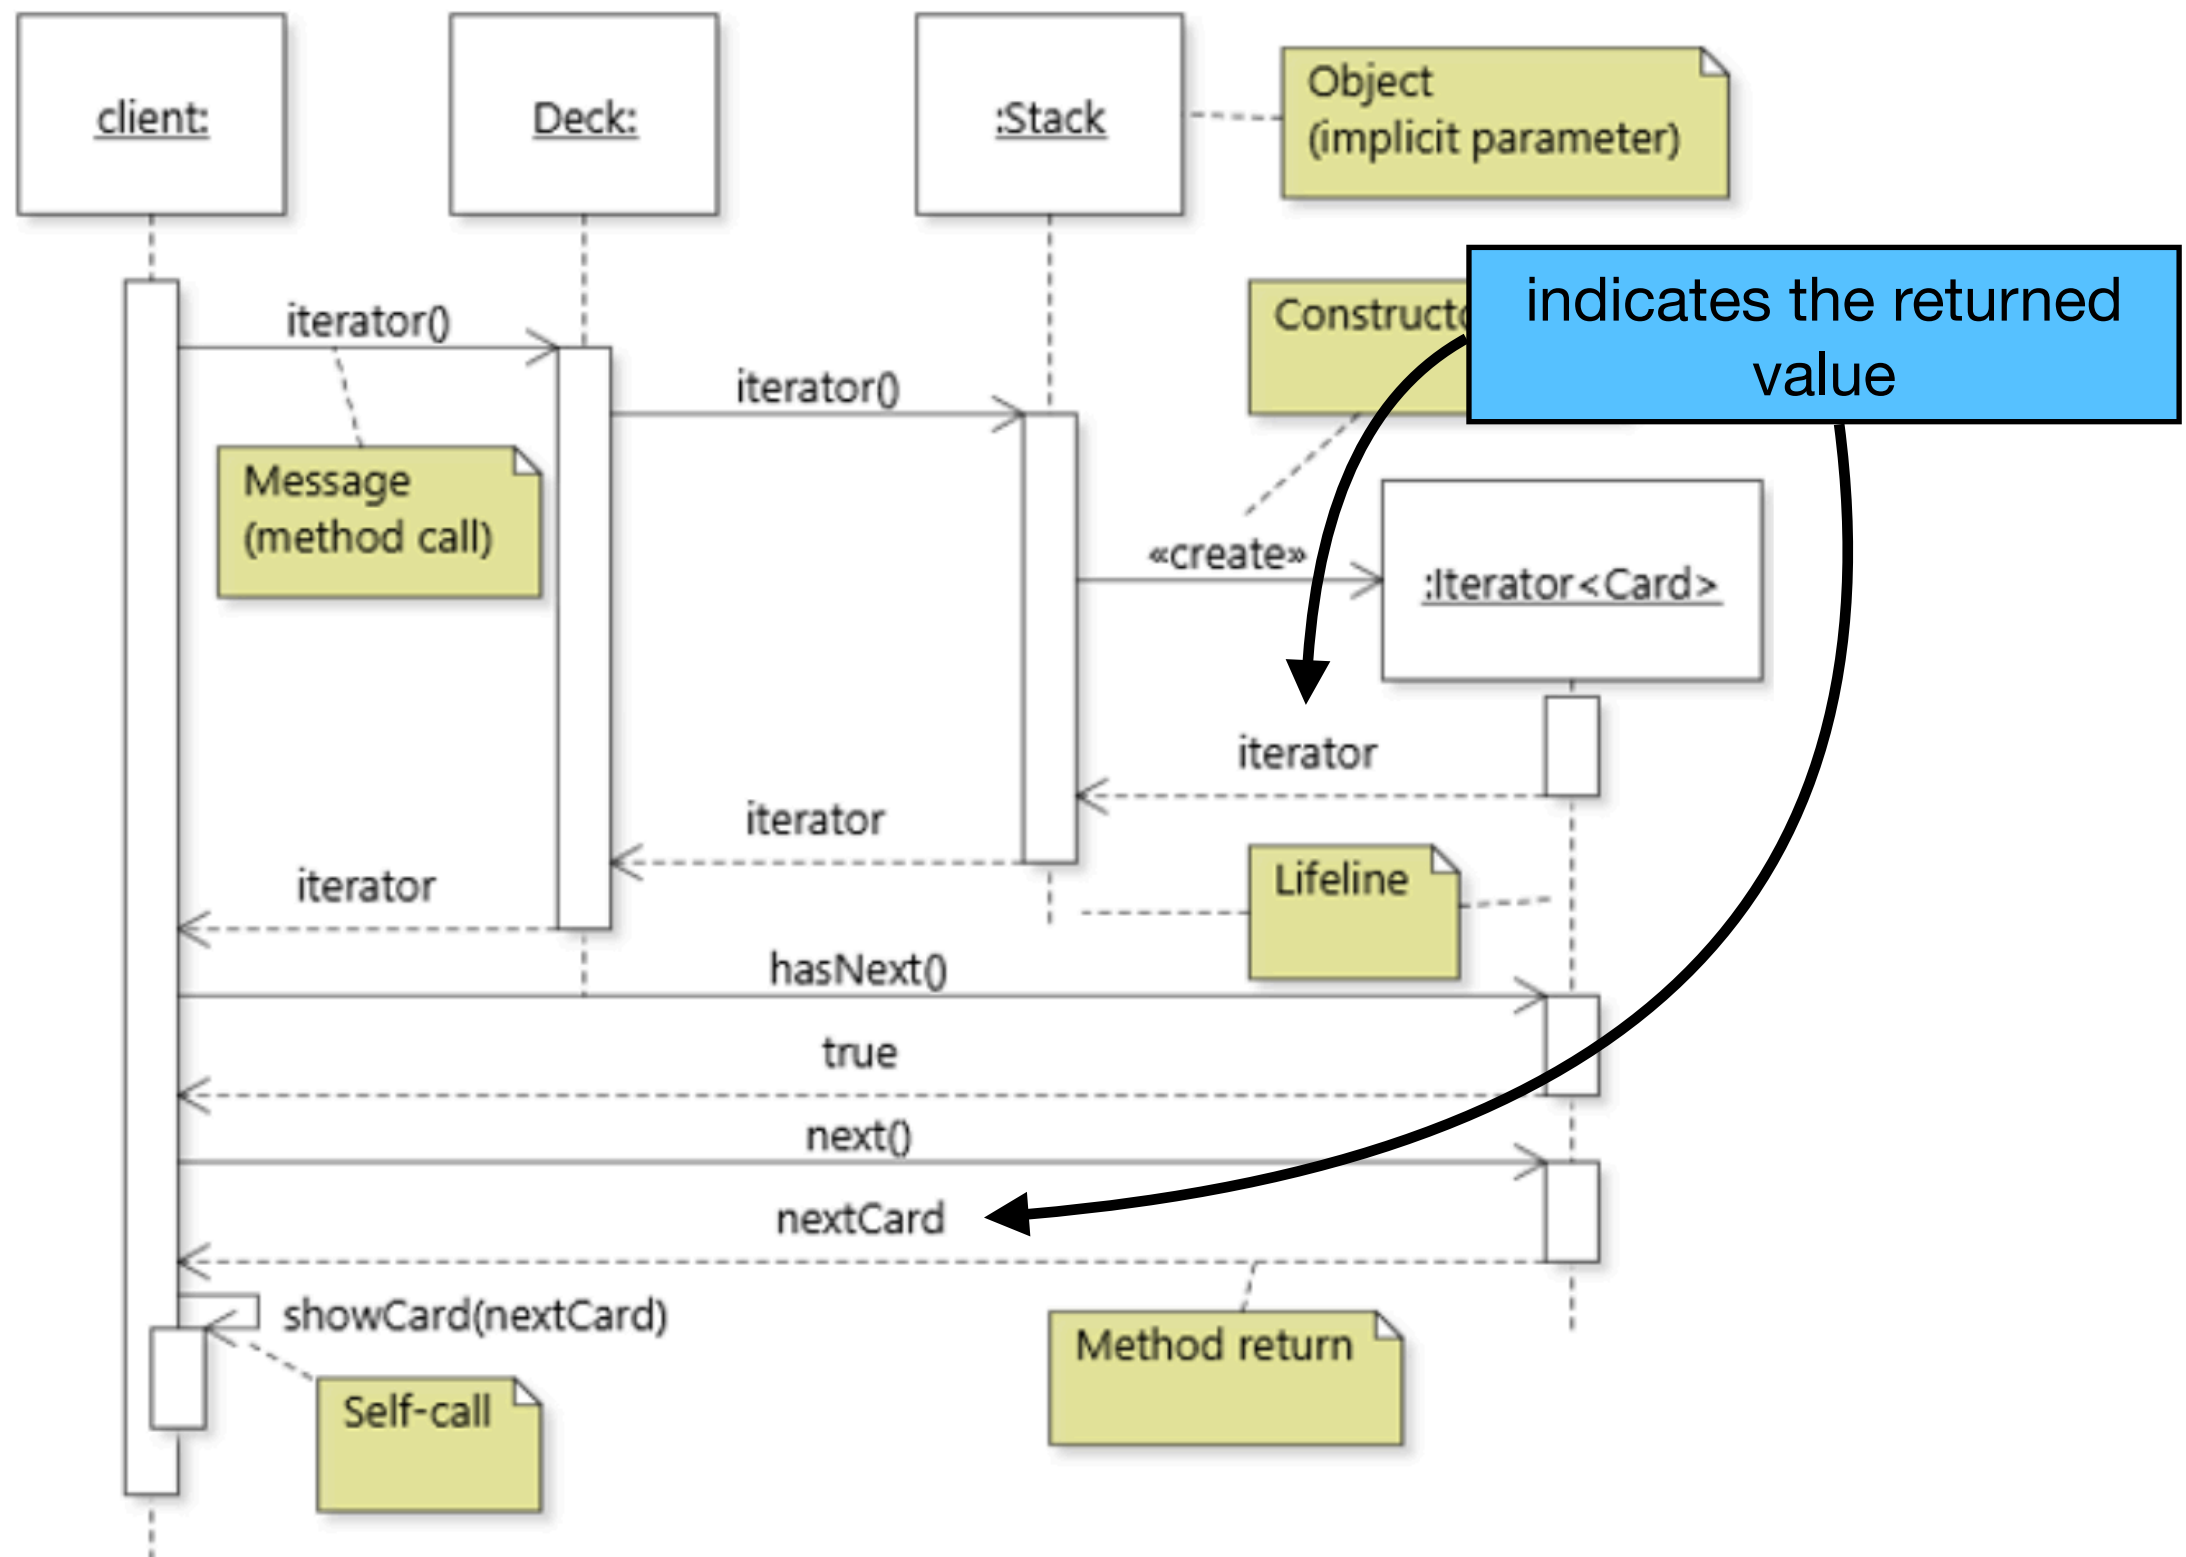 client:
Deck:
:Stack
Object
(implicit parameter)
indicates the returned
value
iterator()
iterator()
Message
(method call)
«create»
:Iterator<Card>
iterator
iterator
iterator
Lifeline
hasNext()
true
next()
nextCard
showCard(nextCard)
Method return
Self-call